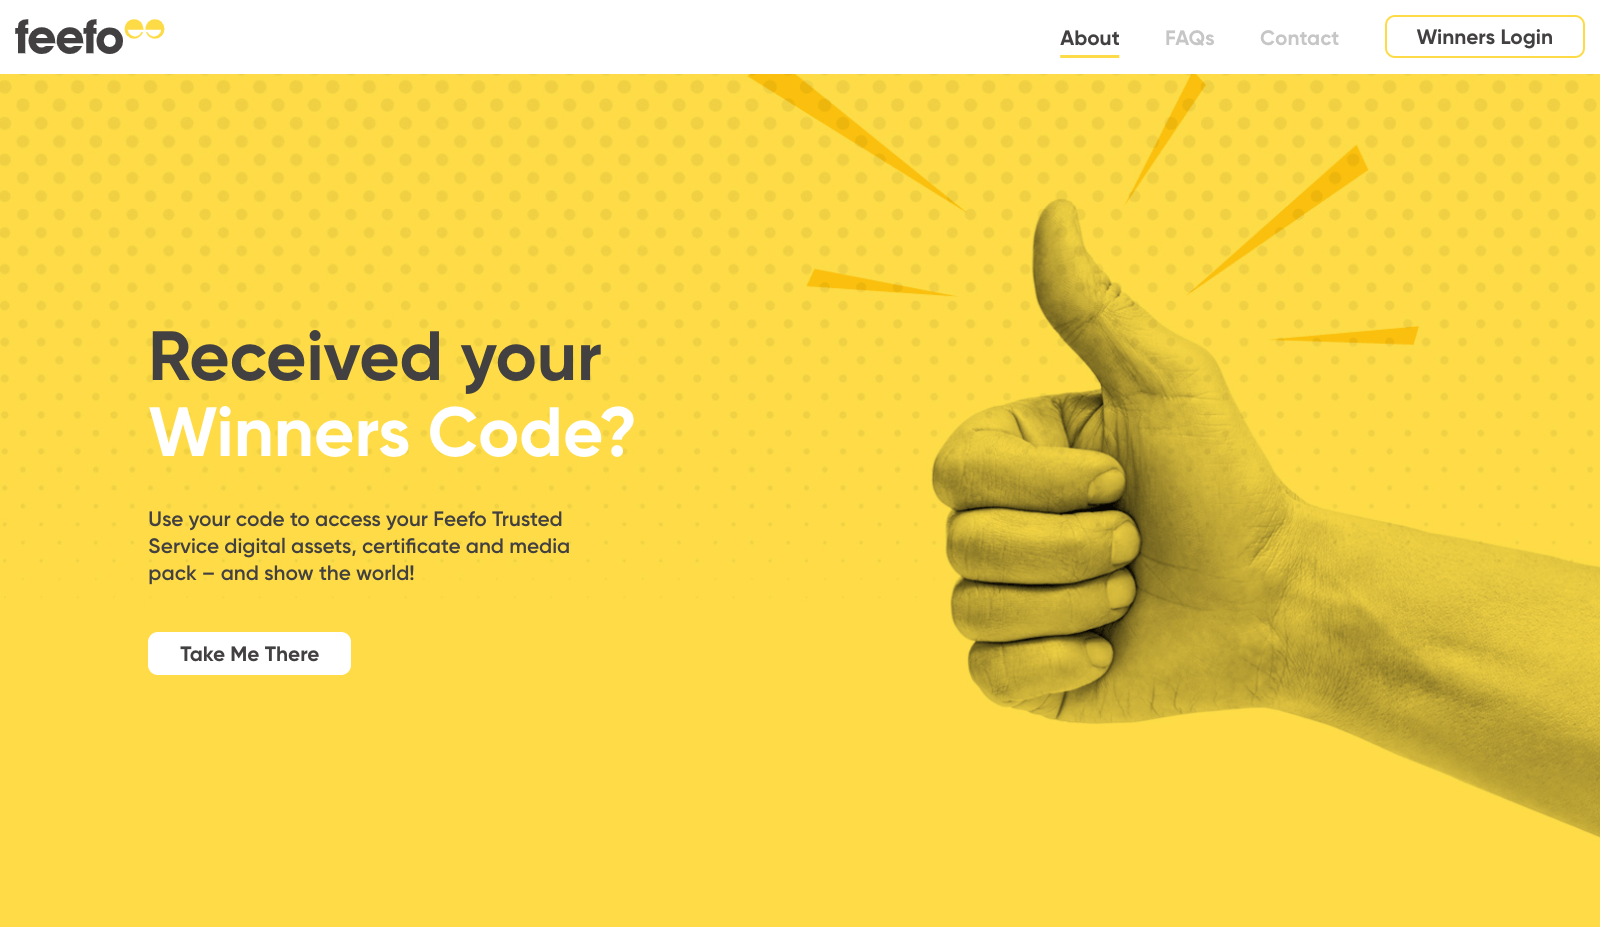 feefo
About
FAQs
Contact
Winners Login
Received your
Winners Code?
Use your code to access your Feefo Trusted
Service digital assets, certificate and media
pack – and show the world!
Take Me There